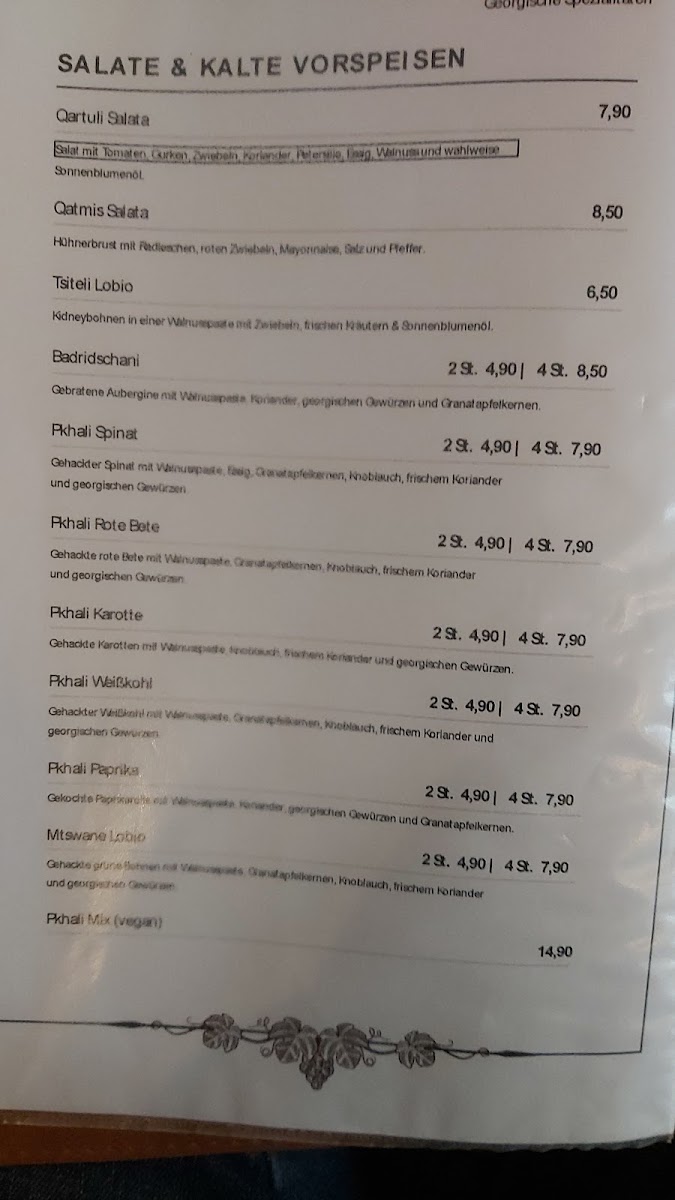 Georgische Spezialitäten
SALATE & KALTE VORSPEISEN
Qartuli Salata 7,90
Salat mit Tomaten, Gurken, Zwiebeln, Koriander, Petersilie, Essig, Walnuss und wahlweise
Sonnenblumenöl.
Qatmis Salata 8,50
Hühnerbrust mit Radieschen, roten Zwiebeln, Mayonnaise, Salz und Pfeffer.
Tsiteli Lobio 6,50
Kidneybohnen in einer Walnusspaste mit Zwiebeln, frischen Kräutern & Sonnenblumenöl.
Badridschani 2 St. 4,90 | 4 St. 8,50
Gebratene Aubergine mit Walnusspaste, Koriander, georgischen Gewürzen und Granatapfelkernen.
Pkhali Spinat 2 St. 4,90 | 4 St. 7,90
Gehackter Spinat mit Walnusspaste, Essig, Granatapfelkernen, Knoblauch, frischem Koriander
und georgischen Gewürzen.
Pkhali Rote Bete 2 St. 4,90 | 4 St. 7,90
Gehackte rote Bete mit Walnusspaste, Granatapfelkernen, Knoblauch, frischem Koriander
und georgischen Gewürzen.
Pkhali Karotte 2 St. 4,90 | 4 St. 7,90
Gehackte Karotten mit Walnusspaste, Knoblauch, frischem Koriander und georgischen Gewürzen.
Pkhali Weißkohl 2 St. 4,90 | 4 St. 7,90
Gehackter Weißkohl mit Walnusspaste, Granatapfelkernen, Knoblauch, frischem Koriander und
georgischen Gewürzen.
Pkhali Paprika 2 St. 4,90 | 4 St. 7,90
Gekochte Paprikarolle mit Walnusspaste, Koriander, georgischen Gewürzen und Granatapfelkernen.
Mtswane Lobio 2 St. 4,90 | 4 St. 7,90
Gehackte grüne Bohnen mit Walnusspaste, Granatapfelkernen, Knoblauch, frischem Koriander
und georgischen Gewürzen.
Pkhali Mix (vegan) 14,90